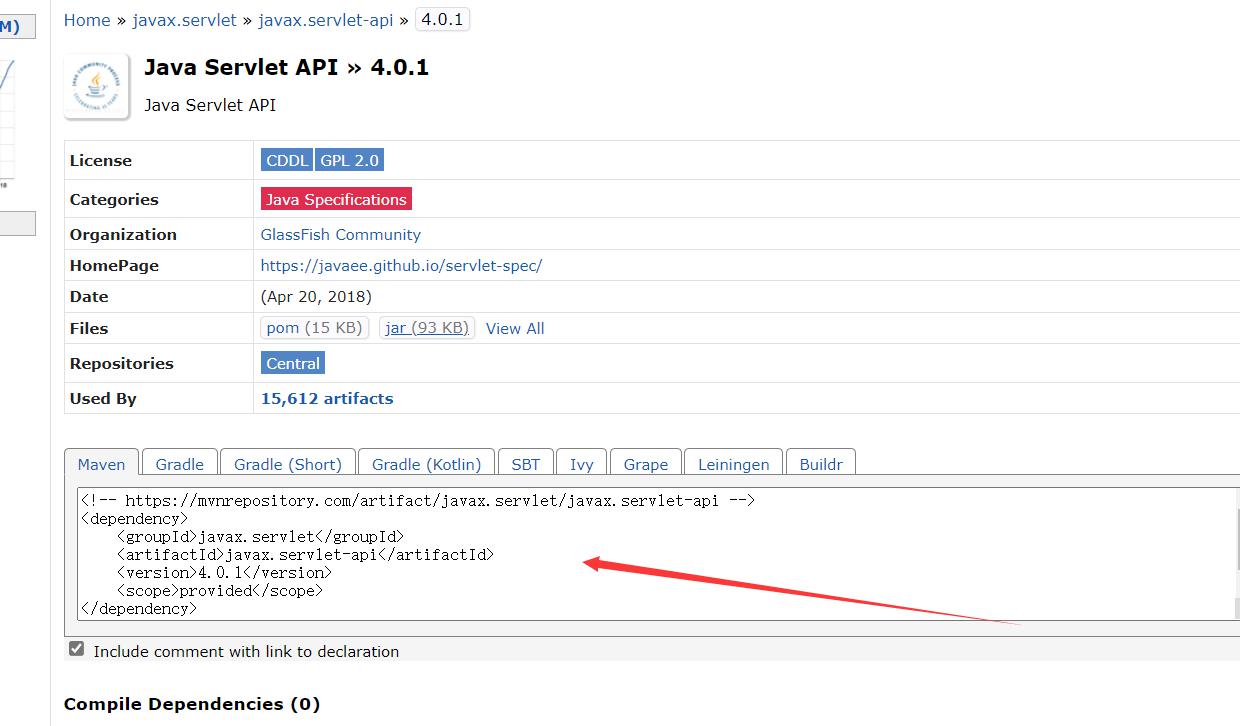 M)
Home » javax.servlet » javax.servlet-api » 4.0.1
Java Servlet API » 4.0.1
Java Servlet API
License CDDL GPL 2.0
Categories Java Specifications
Organization GlassFish Community
HomePage https://javaee.github.io/servlet-spec/
Date (Apr 20, 2018)
Files pom (15 KB) jar (93 KB) View All
Repositories Central
Used By 15,612 artifacts
Maven Gradle Gradle (Short) Gradle (Kotlin) SBT Ivy Grape Leiningen Buildr
<!-- https://mvnrepository.com/artifact/javax.servlet/javax.servlet-api -->
<dependency>
    <groupId>javax.servlet</groupId>
    <artifactId>javax.servlet-api</artifactId>
    <version>4.0.1</version>
    <scope>provided</scope>
</dependency>
Include comment with link to declaration
Compile Dependencies (0)